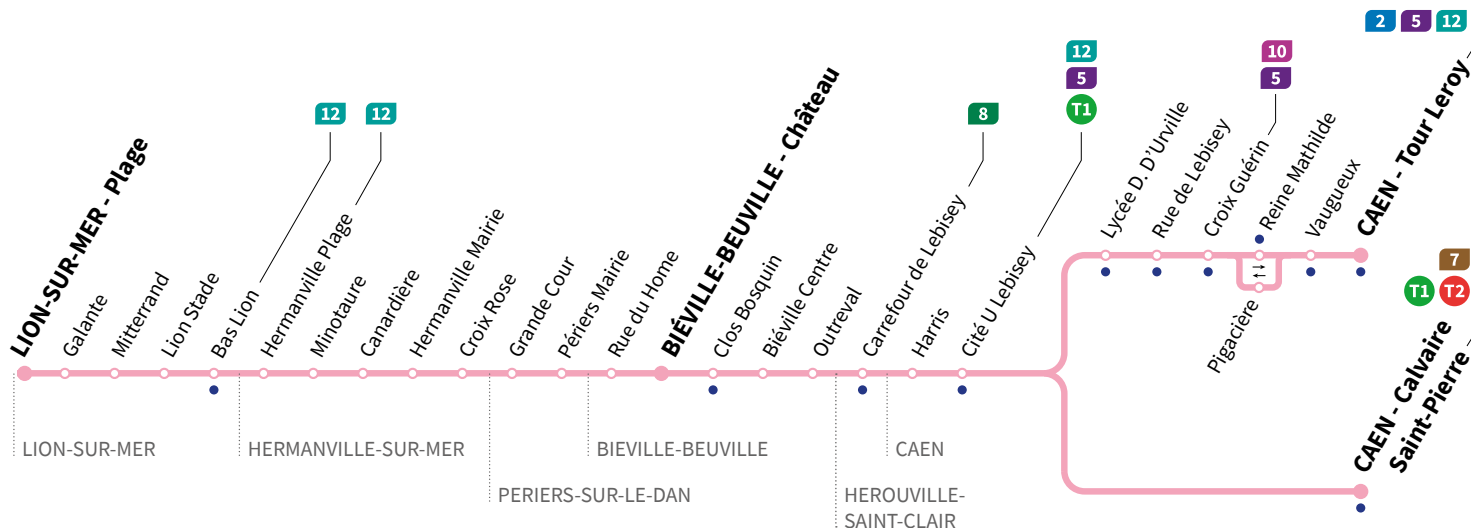 2 5 12
12
10
5
5
12
12
8
T1
LION-SUR-MER - Plage
Galante
Mitterrand
Lion Stade
Bas Lion
Hermanville Plage
Minotaure
Canardière
Hermanville Mairie
Croix Rose
Grande Cour
Périers Mairie
Rue du Home
BIÉVILLE-BEUVILLE - Château
Clos Bosquin
Biéville Centre
Outreval
Carrefour de Lebisey
Harris
Cité U Lebisey
Lycée D. D'Urville
Rue de Lebisey
Croix Guérin
Reine Mathilde
Pigacière
Vaugueux
CAEN - Tour Leroy
7
T1 T2
CAEN - Calvaire
Saint-Pierre
LION-SUR-MER
HERMANVILLE-SUR-MER
PERIERS-SUR-LE-DAN
BIEVILLE-BEUVILLE
HEROUVILLE-
SAINT-CLAIR
CAEN